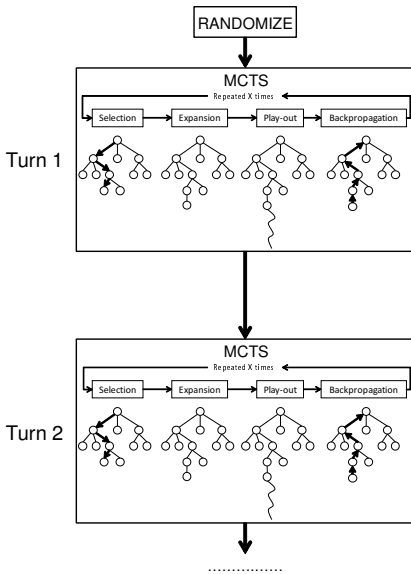 RANDOMIZE
MCTS
Repeated X times
Selection Expansion Play-out Backpropagation
Turn 1
MCTS
Repeated X times
Selection Expansion Play-out Backpropagation
Turn 2
................